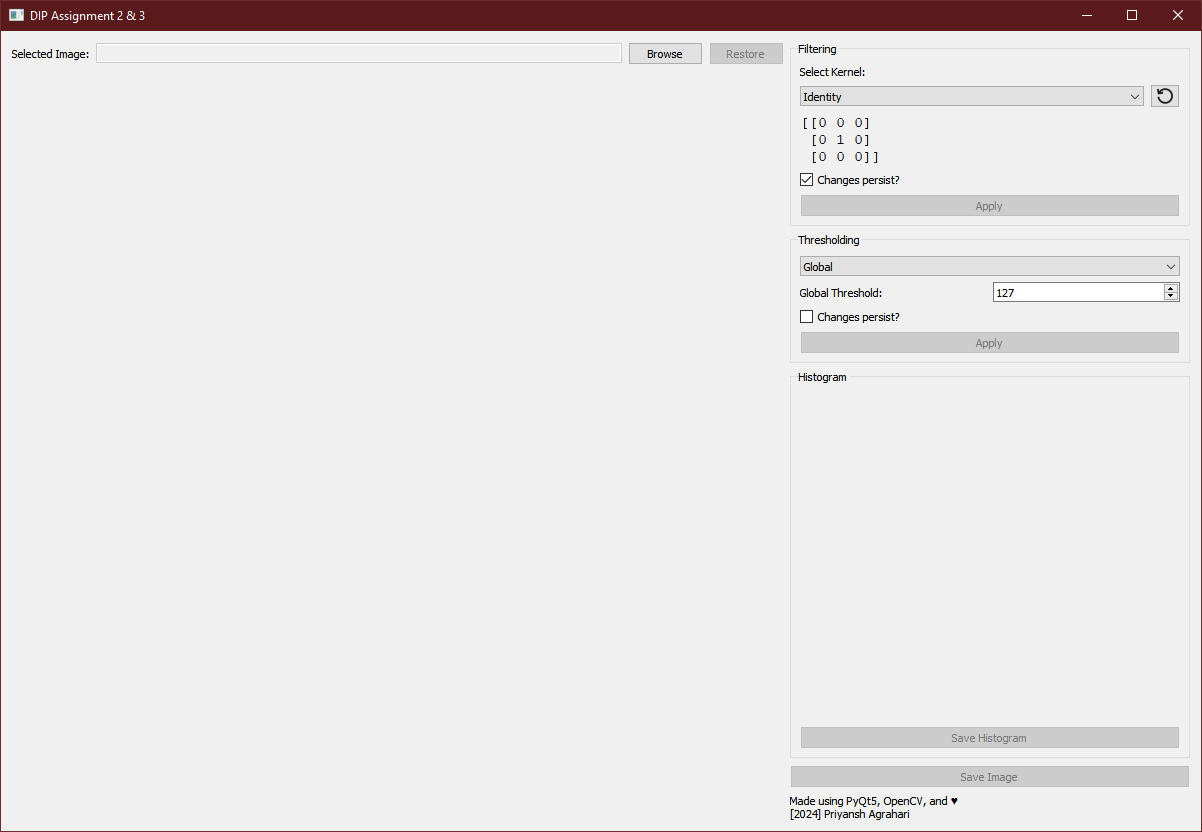 DIP Assignment 2 & 3
Selected Image:
Browse
Restore
Filtering
Select Kernel:
Identity
[[0 0 0]
[0 1 0]
[0 0 0]]
Changes persist?
Apply
Thresholding
Global
Global Threshold:
127
Changes persist?
Apply
Histogram
Save Histogram
Save Image
Made using PyQt5, OpenCV, and ♥
[2024] Priyansh Agrahari